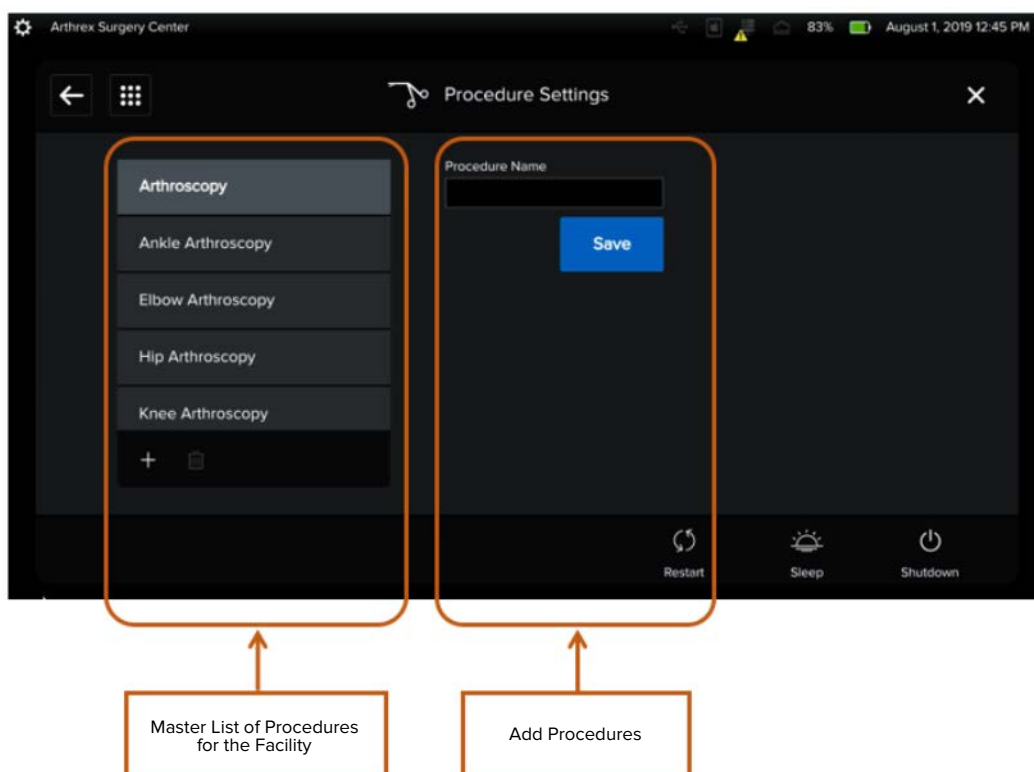 Arthrex Surgery Center
83%
August 1, 2019 12:45 PM
Procedure Settings
Arthroscopy
Ankle Arthroscopy
Elbow Arthroscopy
Hip Arthroscopy
Knee Arthroscopy
Procedure Name
Save
Restart
Sleep
Shutdown
Master List of Procedures
for the Facility
Add Procedures